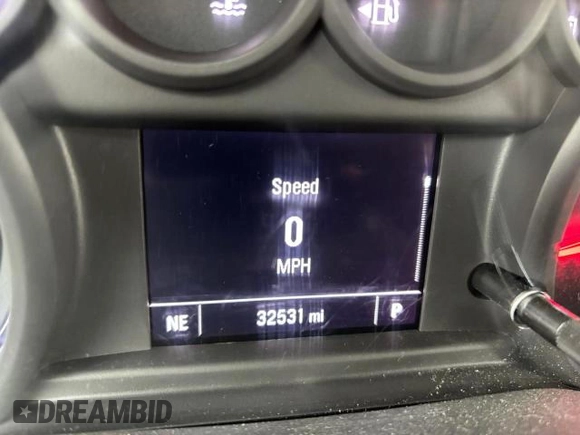 Speed
0
MPH
NE 32531 mi P
DREAMBID